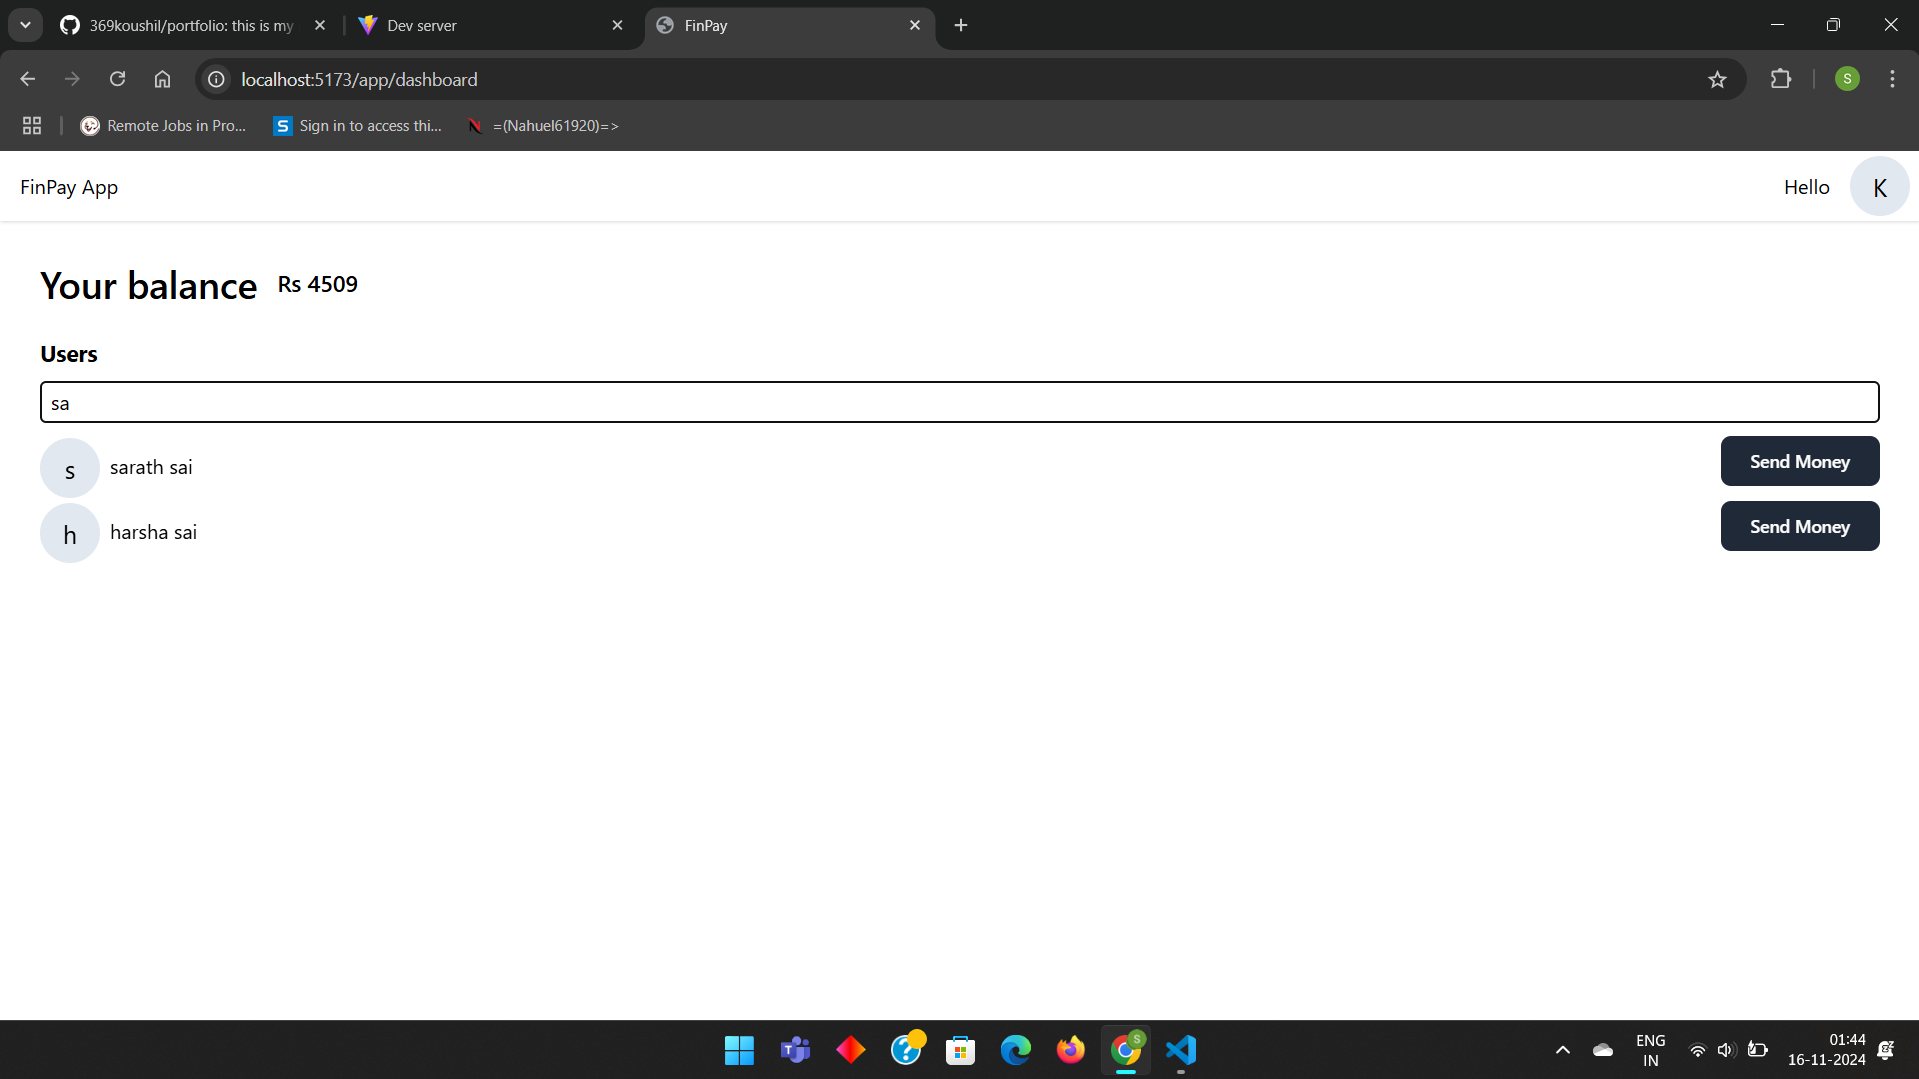 369koushil/portfolio: this is my
Dev server
FinPay
localhost:5173/app/dashboard
S
Remote Jobs in Pro...
S Sign in to access thi...
N =(Nahuel61920)=>
FinPay App
Hello K
Your balance Rs 4509
Users
sa
s sarath sai Send Money
h harsha sai Send Money
T
?
S
ENG
IN
01:44
16-11-2024